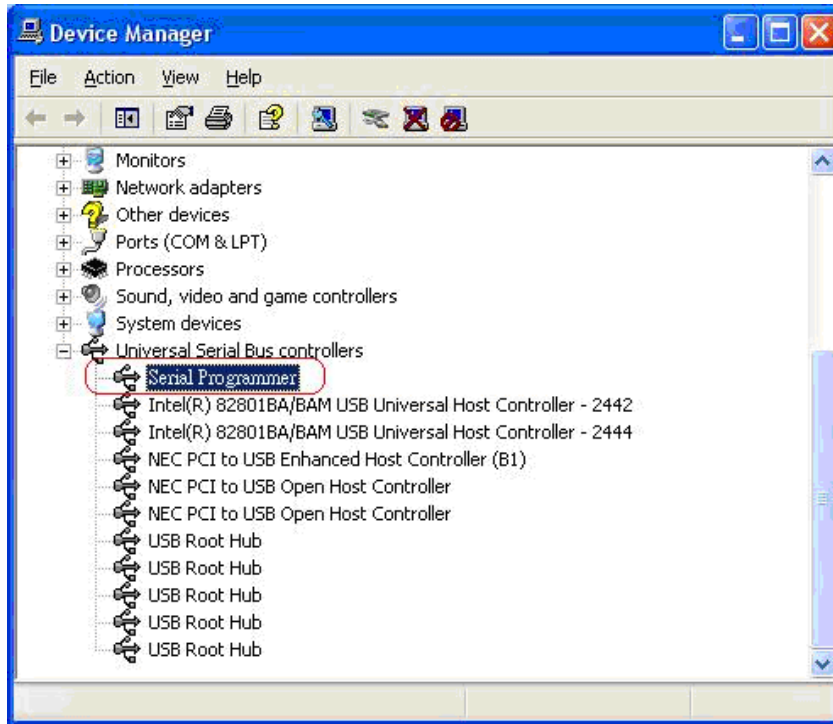 Device Manager
File Action View Help
Monitors
Network adapters
Other devices
Ports (COM & LPT)
Processors
Sound, video and game controllers
System devices
Universal Serial Bus controllers
Serial Programmer
Intel(R) 82801BA/BAM USB Universal Host Controller - 2442
Intel(R) 82801BA/BAM USB Universal Host Controller - 2444
NEC PCI to USB Enhanced Host Controller (B1)
NEC PCI to USB Open Host Controller
NEC PCI to USB Open Host Controller
USB Root Hub
USB Root Hub
USB Root Hub
USB Root Hub
USB Root Hub